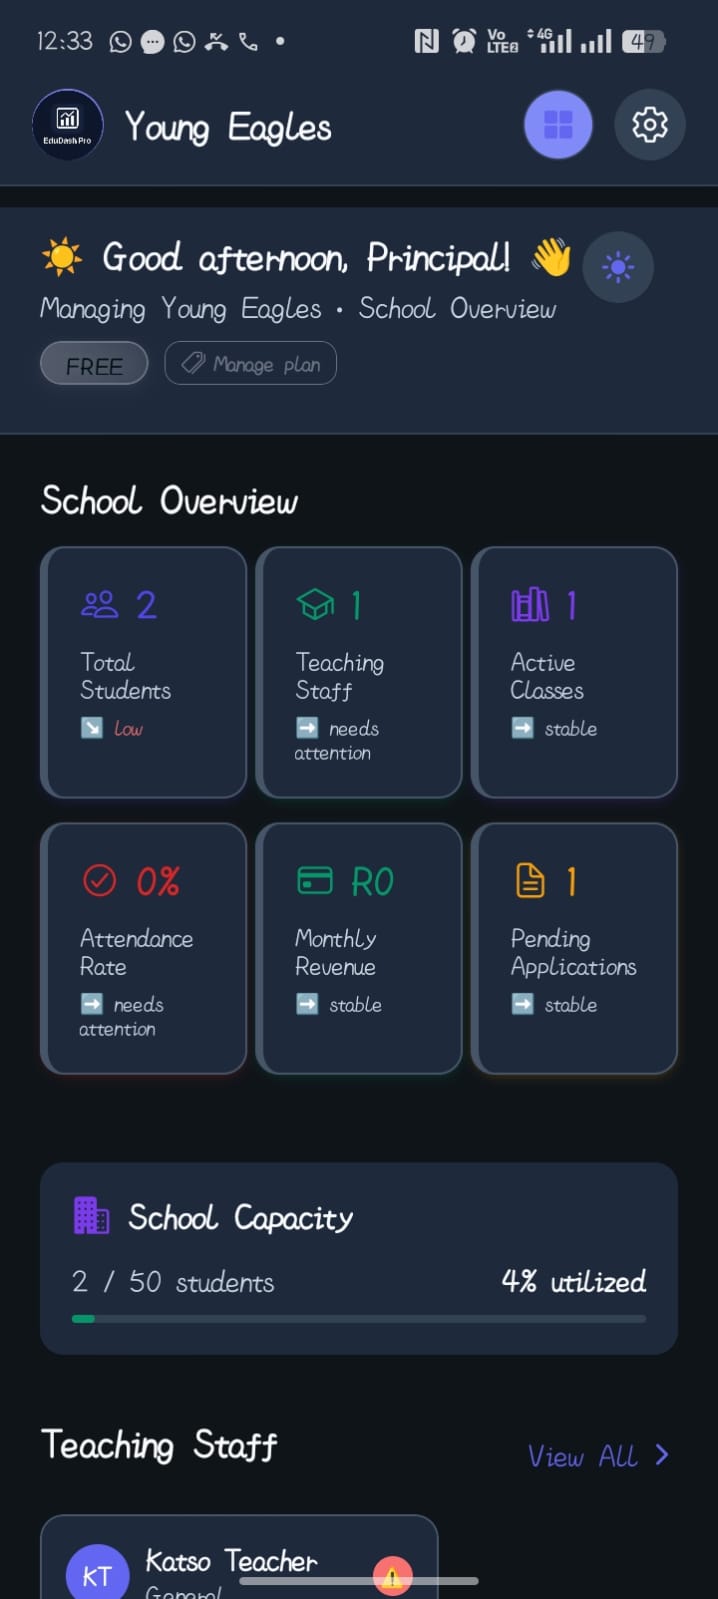 12:33
Vo
LTE2
4G
49
EduDash Pro
Young Eagles
Good afternoon, Principal!
Managing Young Eagles • School Overview
FREE
Manage plan
School Overview
2
Total
Students
low
1
Teaching
Staff
needs
attention
1
Active
Classes
stable
0%
Attendance
Rate
needs
attention
R0
Monthly
Revenue
stable
1
Pending
Applications
stable
School Capacity
2 / 50 students
4% utilized
Teaching Staff
View All
KT
Katso Teacher
General